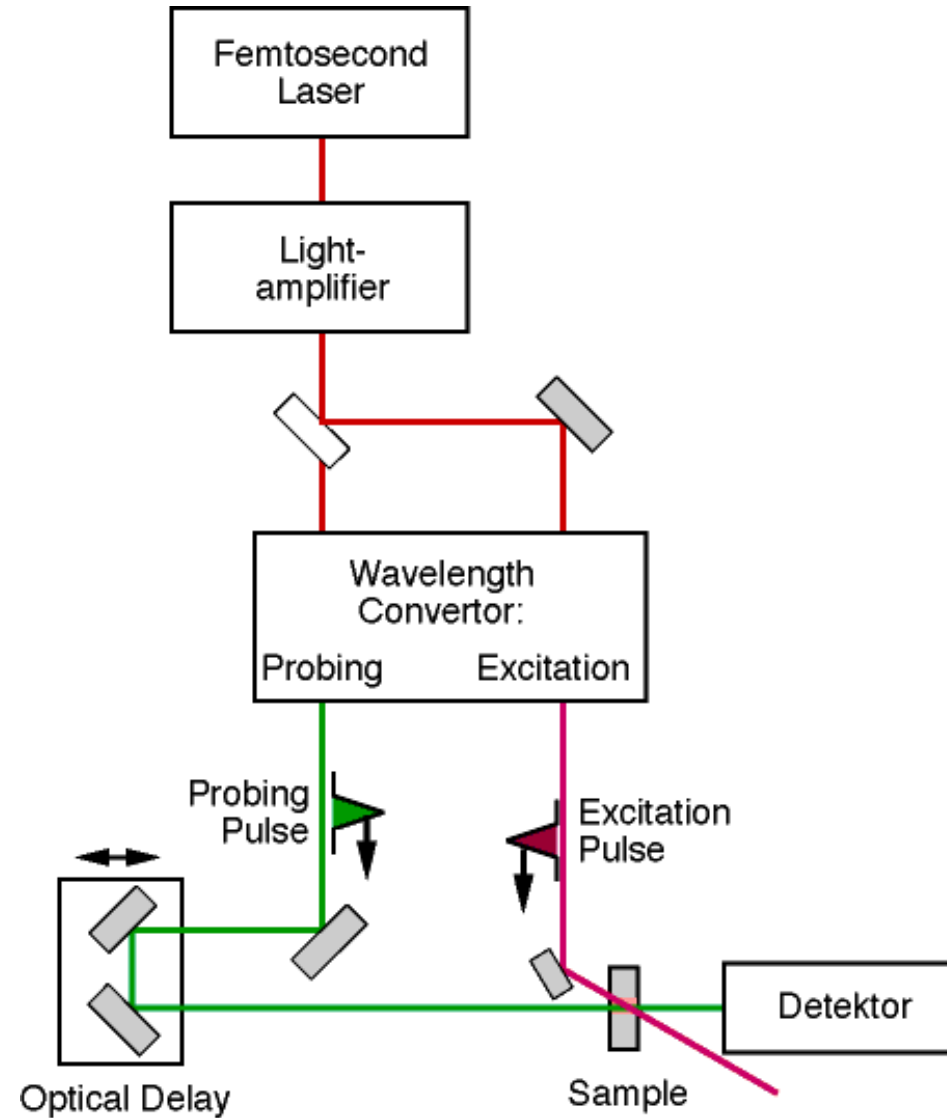 Femtosecond
Laser
Light-
amplifier
Wavelength
Convertor:
Probing
Excitation
Probing
Pulse
Excitation
Pulse
Detektor
Optical Delay
Sample